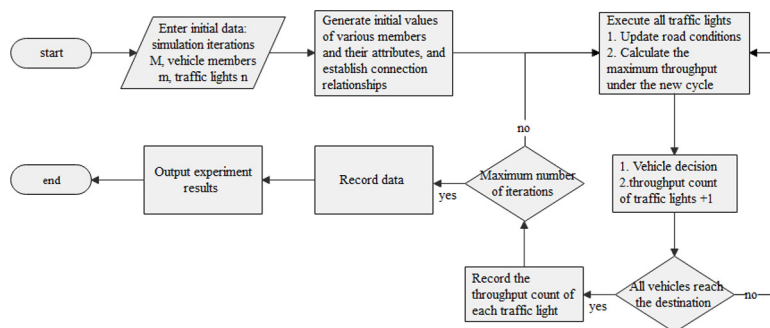 start
Enter initial data:
simulation iterations
M, vehicle members
m, traffic lights n
Generate initial values
of various members
and their attributes, and
establish connection
relationships
Execute all traffic lights
1. Update road conditions
2. Calculate the
maximum throughput
under the new cycle
no
1. Vehicle decision
2.throughput count
of traffic lights +1
All vehicles reach
the destination
no
yes
Record the
throughput count of
each traffic light
Maximum number
of iterations
yes
Record data
Output experiment
results
end